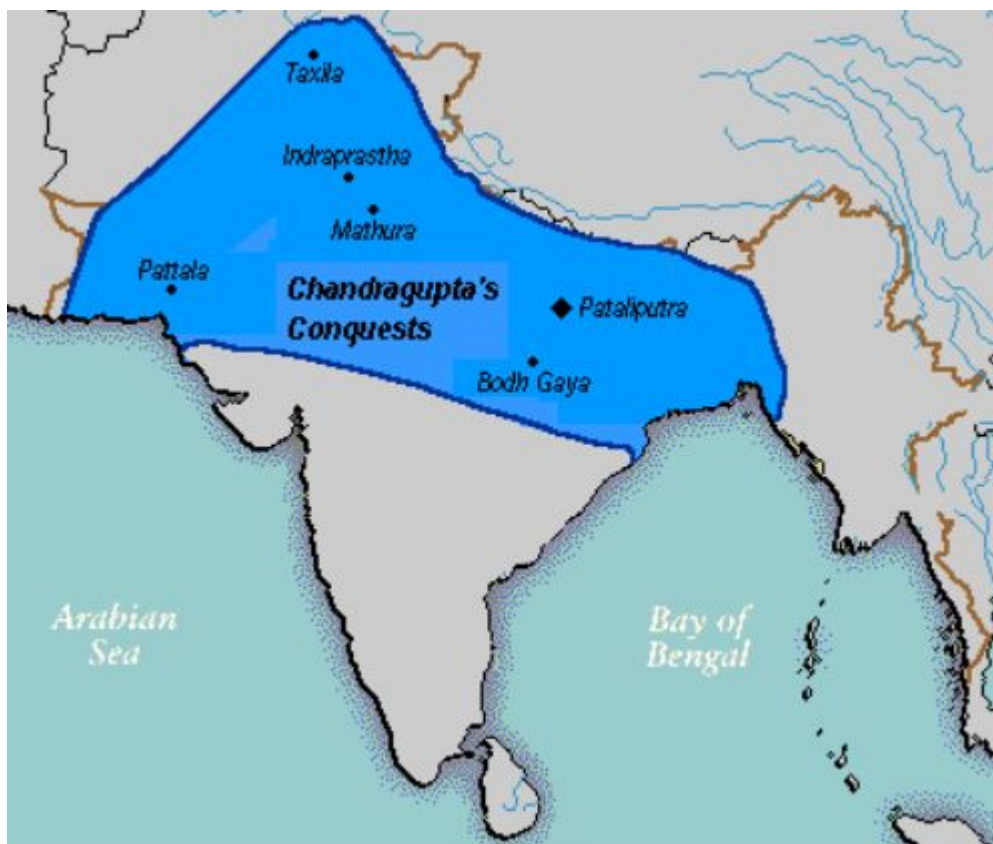 Taxila
Indraprastha
Mathura
Pattala
Chandragupta's
Conquests
Pataliputra
Bodh Gaya
Arabian
Sea
Bay of
Bengal